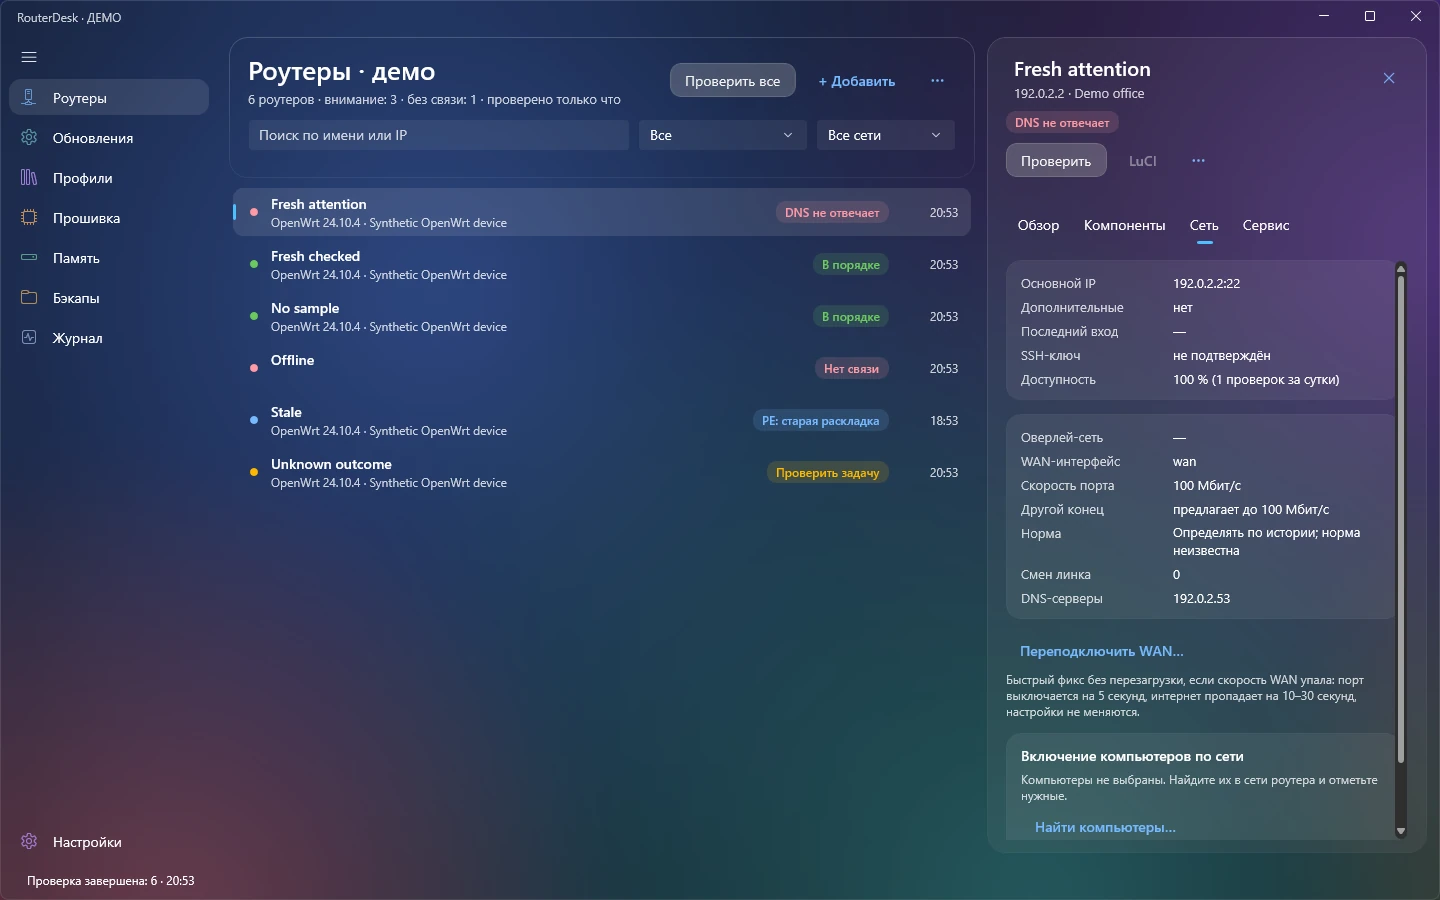 RouterDesk · ДЕМО
Роутеры
Обновления
Профили
Прошивка
Память
Бэкапы
Журнал
Настройки
Проверка завершена: 6 · 20:53
Роутеры · демо
6 роутеров · внимание: 3 · без связи: 1 · проверено только что
Проверить все
+ Добавить
Поиск по имени или IP
Все
Все сети
Fresh attention
OpenWrt 24.10.4 · Synthetic OpenWrt device
DNS не отвечает
20:53
Fresh checked
OpenWrt 24.10.4 · Synthetic OpenWrt device
В порядке
20:53
No sample
OpenWrt 24.10.4 · Synthetic OpenWrt device
В порядке
20:53
Offline
Нет связи
20:53
Stale
OpenWrt 24.10.4 · Synthetic OpenWrt device
PE: старая раскладка
18:53
Unknown outcome
OpenWrt 24.10.4 · Synthetic OpenWrt device
Проверить задачу
20:53
Fresh attention
192.0.2.2 · Demo office
DNS не отвечает
Проверить
LuCI
Обзор
Компоненты
Сеть
Сервис
Основной IP 192.0.2.2:22
Дополнительные нет
Последний вход —
SSH-ключ не подтверждён
Доступность 100 % (1 проверок за сутки)
Оверлей-сеть —
WAN-интерфейс wan
Скорость порта 100 Мбит/с
Другой конец предлагает до 100 Мбит/с
Норма Определять по истории; норма
неизвестна
Смен линка 0
DNS-серверы 192.0.2.53
Переподключить WAN...
Быстрый фикс без перезагрузки, если скорость WAN упала: порт
выключается на 5 секунд, интернет пропадает на 10–30 секунд,
настройки не меняются.
Включение компьютеров по сети
Компьютеры не выбраны. Найдите их в сети роутера и отметьте
нужные.
Найти компьютеры...